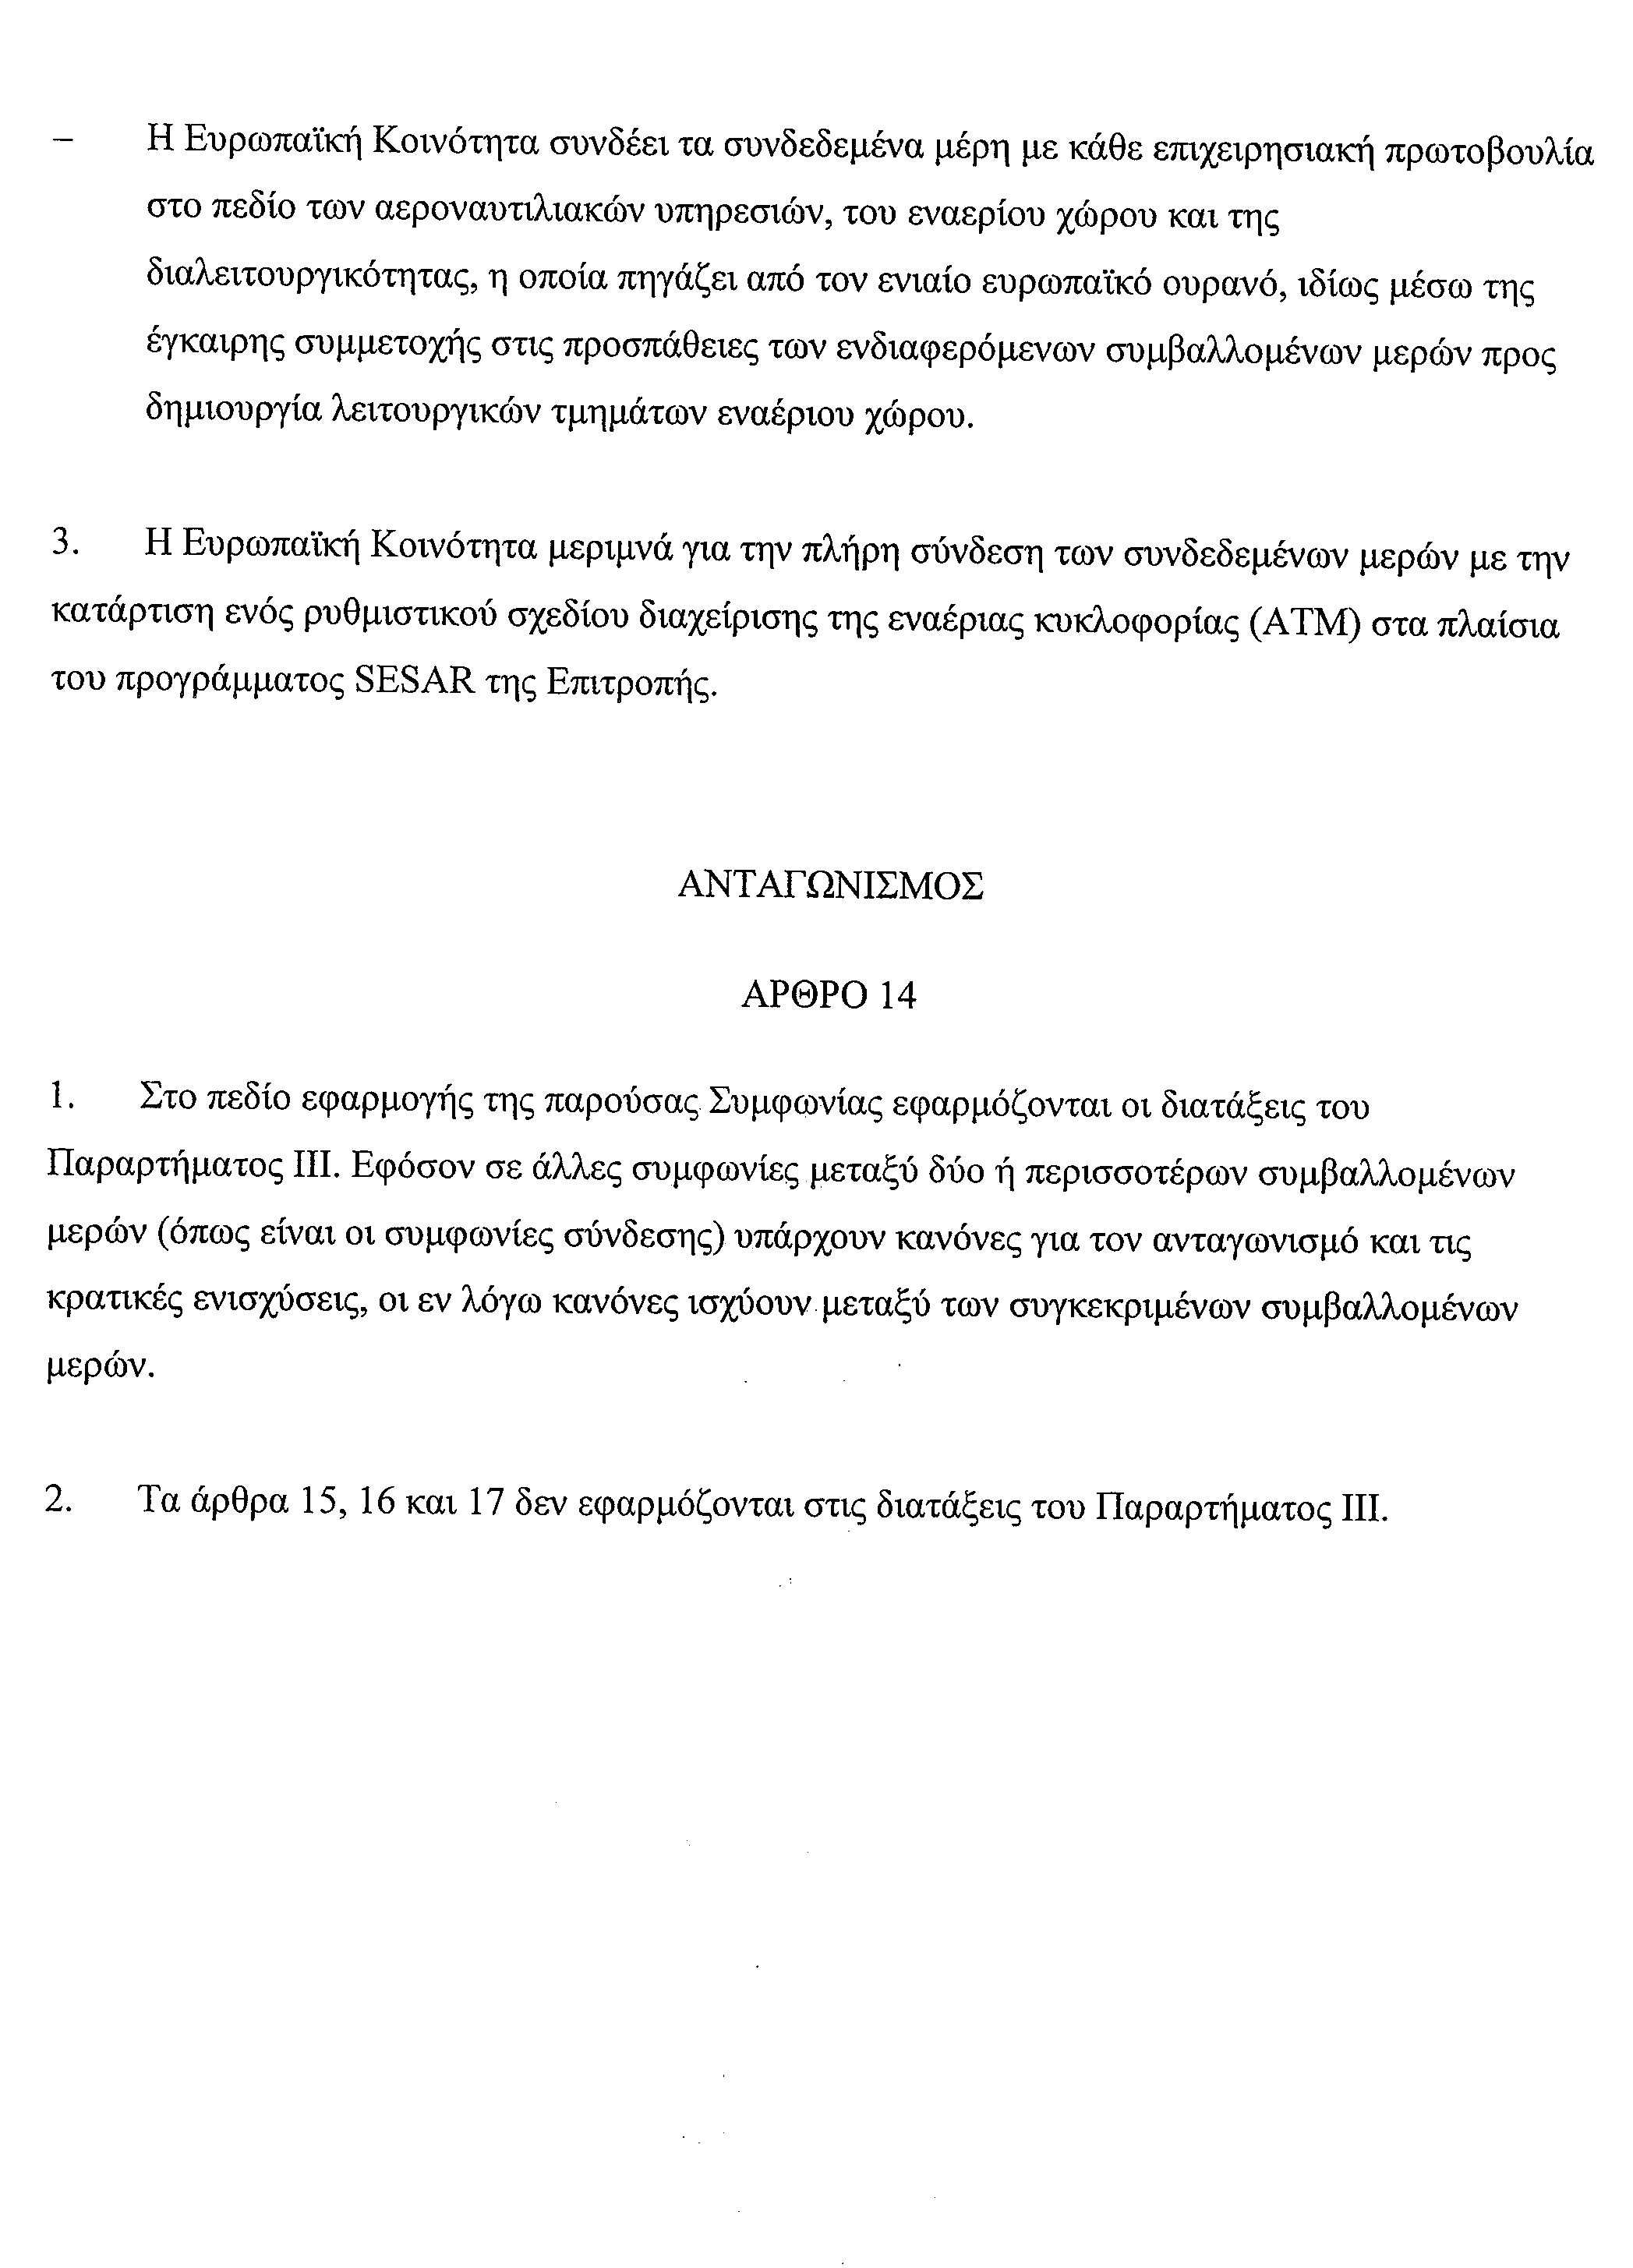 – Η Ευρωπαϊκή Κοινότητα συνδέει τα συνδεδεμένα μέρη με κάθε επιχειρησιακή πρωτοβουλία
στο πεδίο των αεροναυτιλιακών υπηρεσιών, του εναερίου χώρου και της
διαλειτουργικότητας, η οποία πηγάζει από τον ενιαίο ευρωπαϊκό ουρανό, ιδίως μέσω της
έγκαιρης συμμετοχής στις προσπάθειες των ενδιαφερόμενων συμβαλλομένων μερών προς
δημιουργία λειτουργικών τμημάτων εναέριου χώρου.
3. Η Ευρωπαϊκή Κοινότητα μεριμνά για την πλήρη σύνδεση των συνδεδεμένων μερών με την
κατάρτιση ενός ρυθμιστικού σχεδίου διαχείρισης της εναέριας κυκλοφορίας (ATM) στα πλαίσια
του προγράμματος SESAR της Επιτροπής.
ΑΝΤΑΓΩΝΙΣΜΟΣ
ΑΡΘΡΟ 14
1. Στο πεδίο εφαρμογής της παρούσας Συμφωνίας εφαρμόζονται οι διατάξεις του
Παραρτήματος III. Εφόσον σε άλλες συμφωνίες μεταξύ δύο ή περισσοτέρων συμβαλλομένων
μερών (όπως είναι οι συμφωνίες σύνδεσης) υπάρχουν κανόνες για τον ανταγωνισμό και τις
κρατικές ενισχύσεις, οι εν λόγω κανόνες ισχύουν μεταξύ των συγκεκριμένων συμβαλλομένων
μερών.
2. Τα άρθρα 15, 16 και 17 δεν εφαρμόζονται στις διατάξεις του Παραρτήματος III.